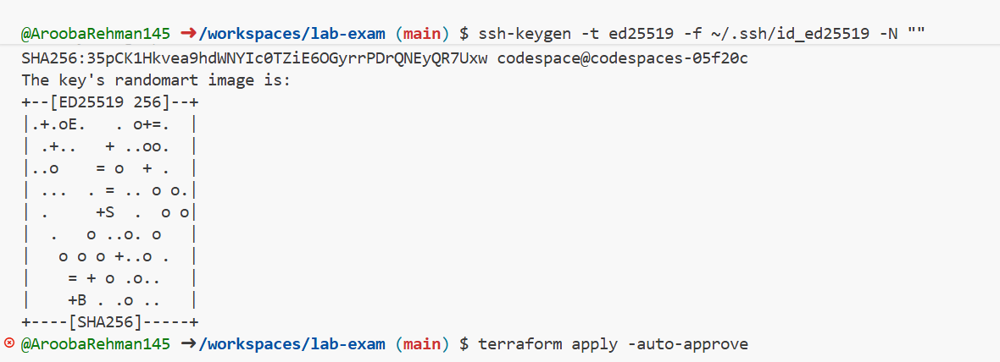 @AroobaRehman145 ➜/workspaces/lab-exam (main) $ ssh-keygen -t ed25519 -f ~/.ssh/id_ed25519 -N ""
SHA256:35pCK1Hkvea9hdWNYIc0TZiE6OGyrrPDrQNEyQR7Uxw codespace@codespaces-05f20c
The key's randomart image is:
+--[ED25519 256]--+
|.+.oE.   . o+=.  |
| .+..   + ..oo.  |
|..o    = o  + .  |
| ...  . = .. o o.|
| .     +S  .  o o|
|  .   o ..o. o   |
|   o o o +..o .  |
|    = + o .o..   |
|    +B . .o ..   |
+----[SHA256]-----+
@AroobaRehman145 ➜/workspaces/lab-exam (main) $ terraform apply -auto-approve